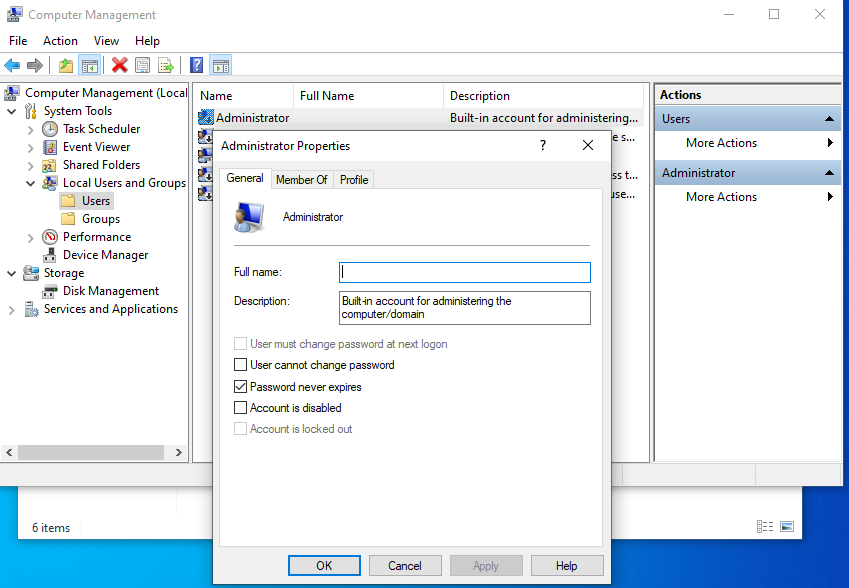 Computer Management
File Action View Help
Computer Management (Local
System Tools
Task Scheduler
Event Viewer
Shared Folders
Local Users and Groups
Users
Groups
Performance
Device Manager
Storage
Disk Management
Services and Applications
Name Full Name Description
Administrator Built-in account for administering...
e s...
ss t...
use...
Actions
Users
More Actions
Administrator
More Actions
Administrator Properties ?
General Member Of Profile
Administrator
Full name:
Description: Built-in account for administering the
computer/domain
User must change password at next logon
User cannot change password
Password never expires
Account is disabled
Account is locked out
OK Cancel Apply Help
6 items